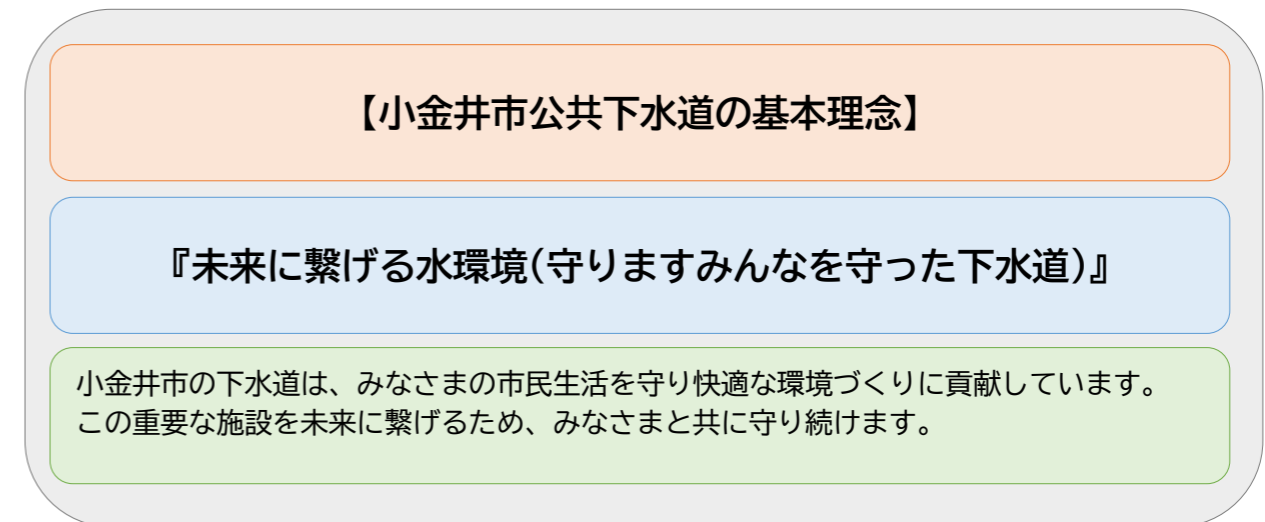 【小金井市公共下水道の基本理念】
『未来に繋げる水環境(守りますみんなを守った下水道)』
小金井市の下水道は、みなさまの市民生活を守り快適な環境づくりに貢献しています。
この重要な施設を未来に繋げるため、みなさまと共に守り続けます。